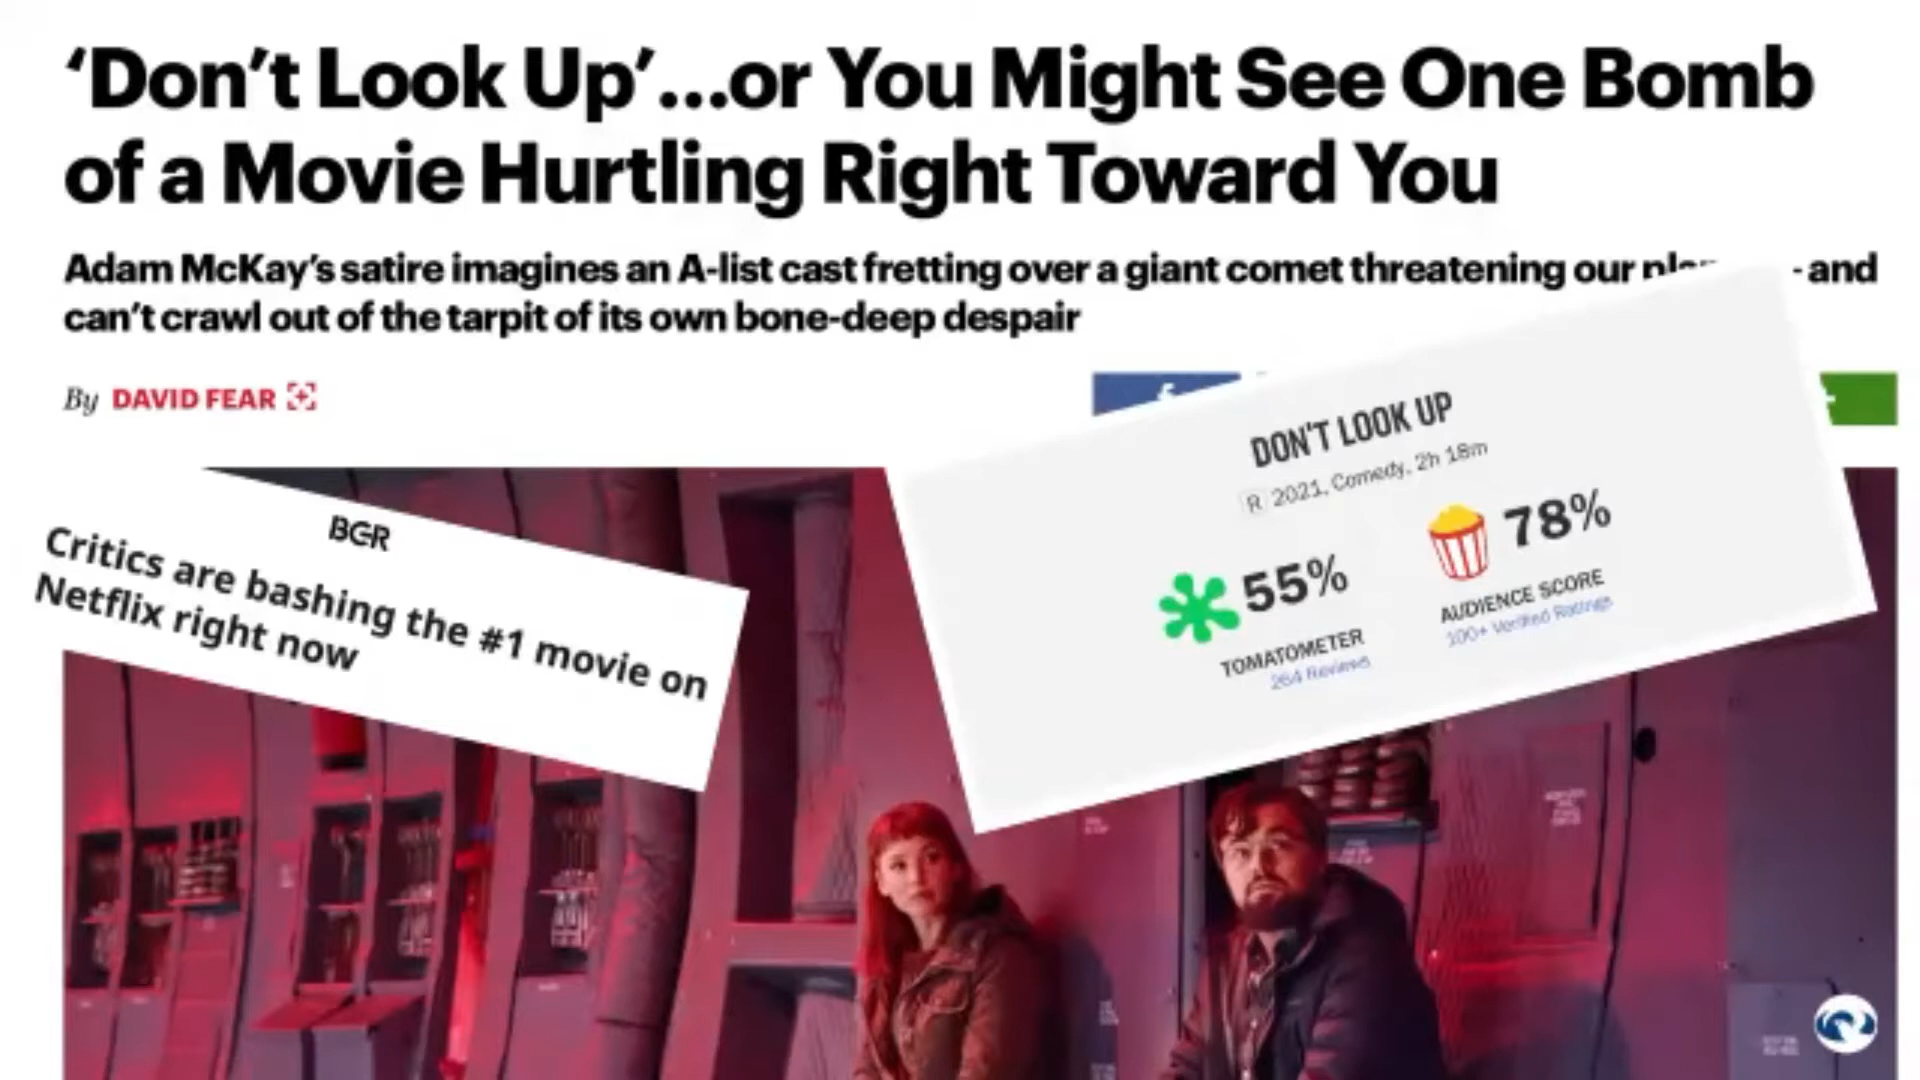 ‘Don’t Look Up’...or You Might See One Bomb
of a Movie Hurtling Right Toward You
Adam McKay’s satire imagines an A-list cast fretting over a giant comet threatening our - and
can’t crawl out of the tarpit of its own bone-deep despair
By DAVID FEAR
BGR
Critics are bashing the #1 movie on
Netflix right now
DON'T LOOK UP
R 2021, Comedy, 2h 18m
55%
78%
TOMATOMETER
264 Reviews
AUDIENCE SCORE
100+ Verified Ratings